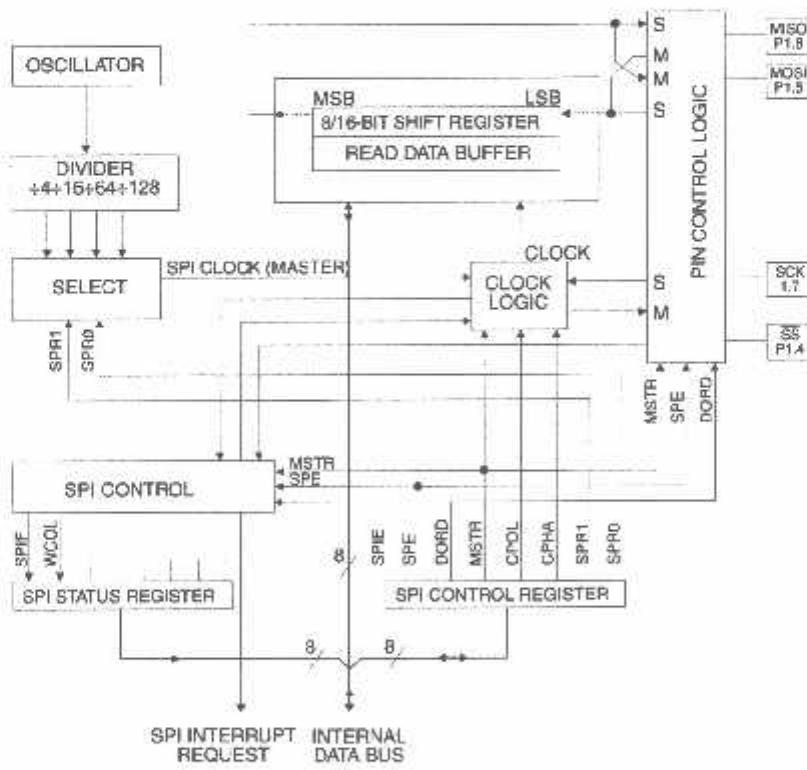 S
MISO
P1.6
M
M
MOSI
P1.5
S
OSCILLATOR
MSB
LSB
8/16-BIT SHIFT REGISTER
READ DATA BUFFER
PIN CONTROL LOGIC
DIVIDER
÷4÷16÷64÷128
SELECT
SPI CLOCK (MASTER)
CLOCK
CLOCK
LOGIC
S
M
SCK
1.7
SS
P1.4
SPR1
SPR0
MSTR
SPE
DORD
SPI CONTROL
MSTR
SPE
SPIF
WCOL
8
SPIE
SPE
DORD
MSTR
CPOL
CPHA
SPR1
SPR0
SPI STATUS REGISTER
SPI CONTROL REGISTER
8
8
SPI INTERRUPT
REQUEST
INTERNAL
DATA BUS